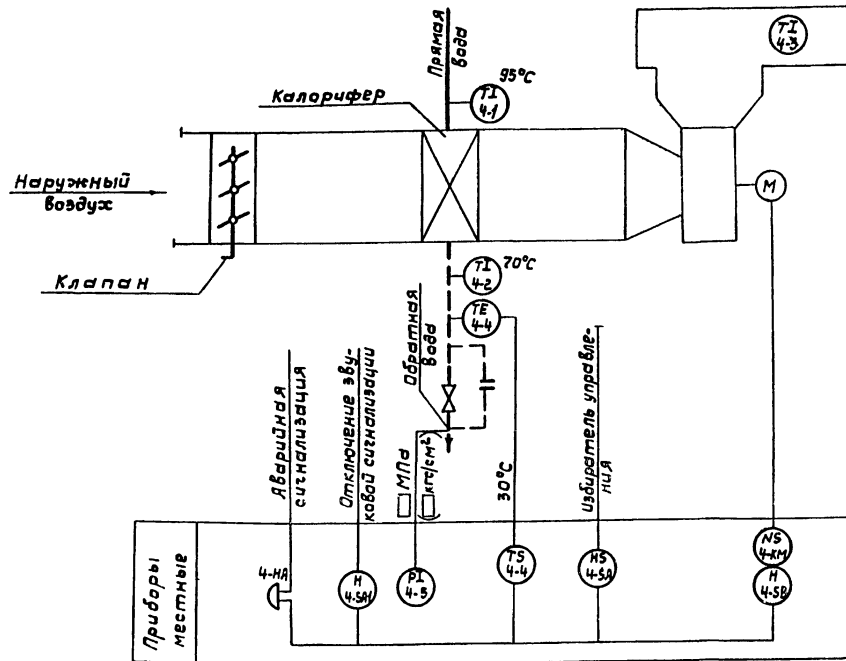 Прямая
вода
95°С
TI
4-1
TI
4-3
Калорифер
Наружный
воздух
М
Клапан
TI
4-2
70°С
TE
4-4
Обратная
вода
Аварийная
сигнализация
Отключение зву-
ковой сигнализации
МПа
(кгс/см²)
30°С
Избиратель управле-
ния
Приборы
местные
4-НА
H
4-SA1
PI
4-5
TS
4-4
HS
4-SA
NS
4-KM
H
4-SB